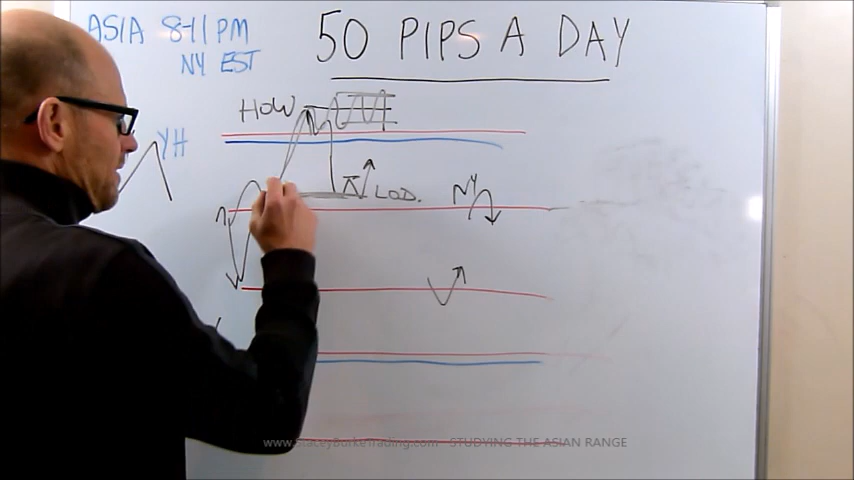 ASIA 8-11 PM
NY EST
50 PIPS A DAY
HOW
YH
LOD.
NY
www.StaceyBurkeTrading.com - STUDYING THE ASIAN RANGE